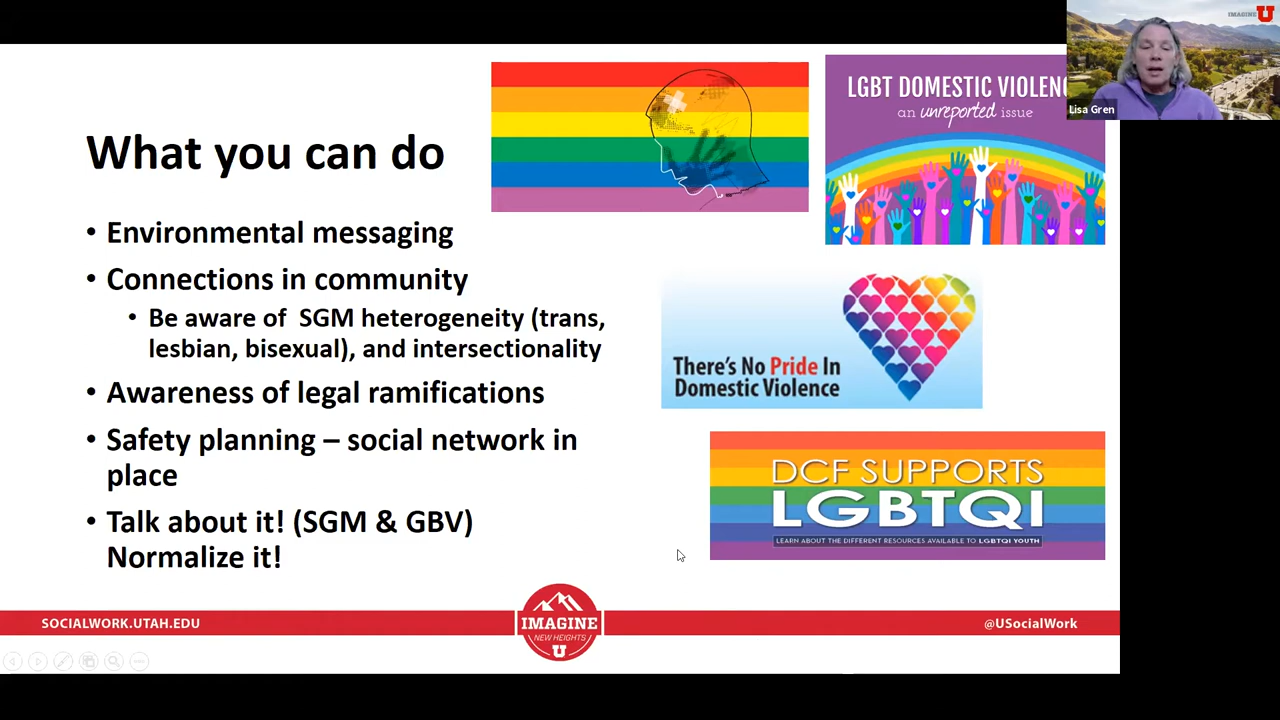 IMAGINE U
Lisa Gren
What you can do
• Environmental messaging
• Connections in community
• Be aware of SGM heterogeneity (trans,
lesbian, bisexual), and intersectionality
• Awareness of legal ramifications
• Safety planning – social network in
place
• Talk about it! (SGM & GBV)
Normalize it!
LGBT DOMESTIC VIOLENC
an unreported issue
There's No Pride In
Domestic Violence
DCF SUPPORTS
LGBTQI
LEARN ABOUT THE DIFFERENT RESOURCES AVAILABLE TO LGBTQI YOUTH
SOCIALWORK.UTAH.EDU
IMAGINE
NEW HEIGHTS
U
@USocialWork